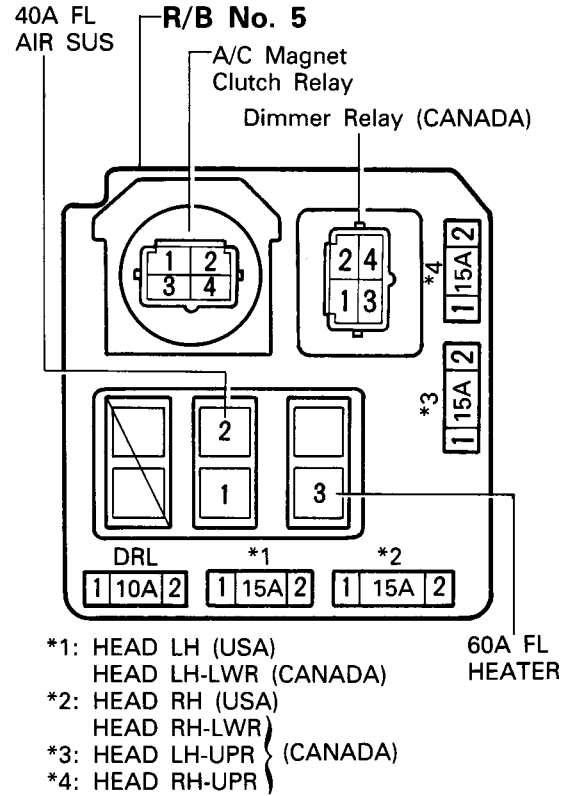 40A FL
AIR SUS
R/B No. 5
A/C Magnet
Clutch Relay
Dimmer Relay (CANADA)
1 2
3 4
2 4
1 3
*4
1 15A 2
*3
1 15A 2
2
1
3
DRL
1 10A 2
*1
1 15A 2
*2
1 15A 2
60A FL
HEATER
*1: HEAD LH (USA)
HEAD LH-LWR (CANADA)
*2: HEAD RH (USA)
HEAD RH-LWR
*3: HEAD LH-UPR (CANADA)
*4: HEAD RH-UPR